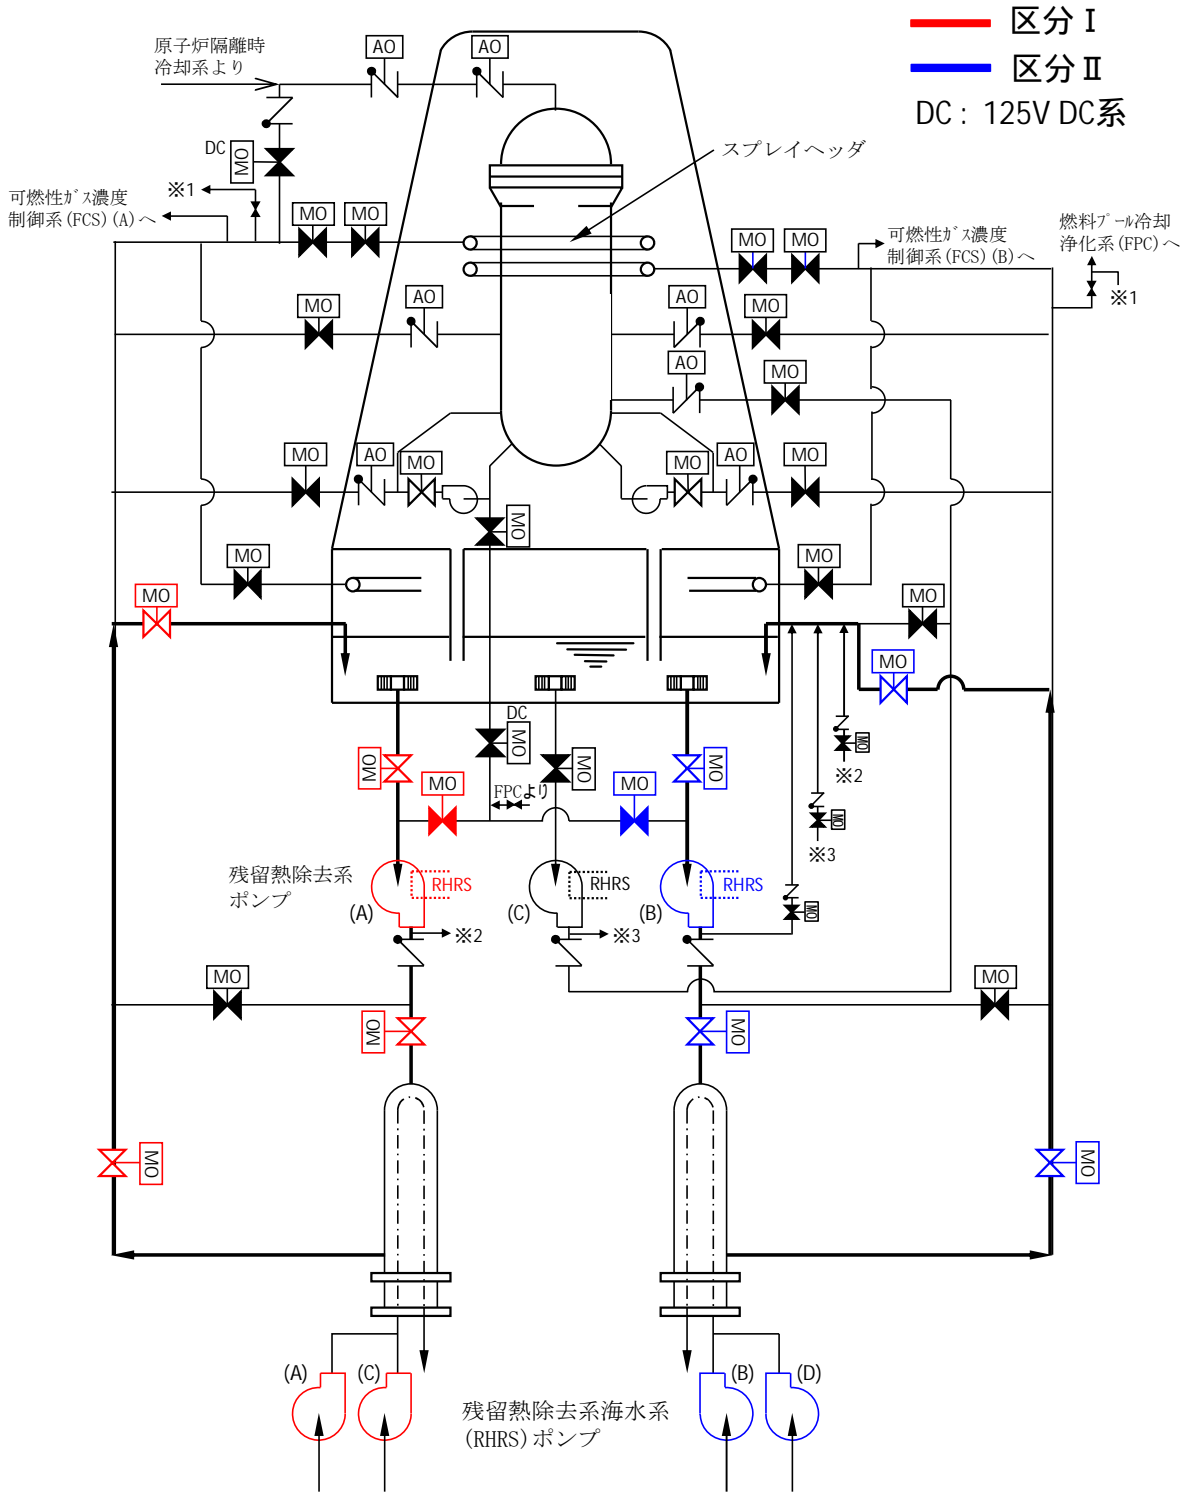 区分Ⅰ
区分Ⅱ
DC : 125V DC系
原子炉隔離時
冷却系より
AO
AO
スプレイヘッダ
DC
MO
※1
可燃性ガス濃度
制御系(FCS)(A)へ
MO
MO
MO
MO
可燃性ガス濃度
制御系(FCS)(B)へ
燃料プール冷却
浄化系(FPC)へ
※1
MO
AO
AO
MO
AO
MO
MO
AO
MO
MO
AO
MO
MO
MO
MO
MO
MO
MO
DC
MO
MO
MO
MO
MO
※2
MO
FPCより
MO
MO
※3
残留熱除去系
ポンプ
RHRS
RHRS
RHRS
(A)
(C)
(B)
MO
※2
※3
MO
MO
MO
MO
MO
MO
(A)
(C)
(B)
(D)
残留熱除去系海水系
(RHRS)ポンプ